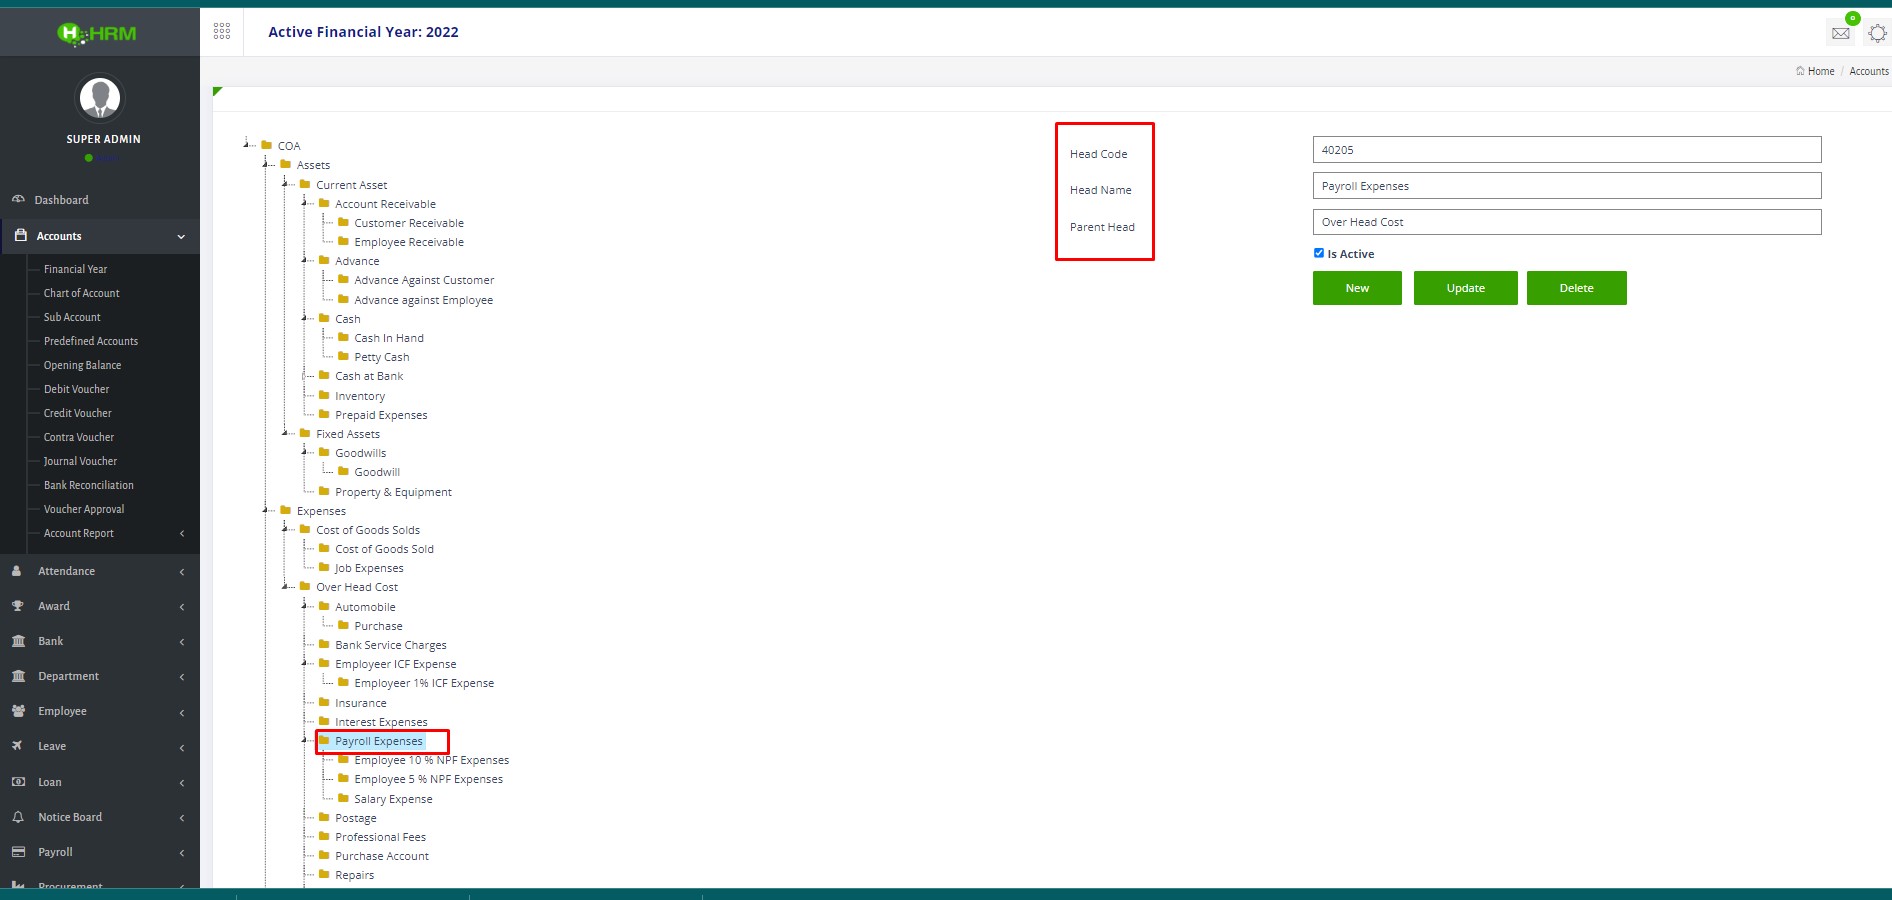 HRM
Active Financial Year: 2022
0
Home / Accounts
SUPER ADMIN
Dashboard
Accounts
Financial Year
Chart of Account
Sub Account
Predefined Accounts
Opening Balance
Debit Voucher
Credit Voucher
Contra Voucher
Journal Voucher
Bank Reconciliation
Voucher Approval
Account Report
Attendance
Award
Bank
Department
Employee
Leave
Loan
Notice Board
Payroll
Procurement
COA
Assets
Current Asset
Account Receivable
Customer Receivable
Employee Receivable
Advance
Advance Against Customer
Advance against Employee
Cash
Cash In Hand
Petty Cash
Cash at Bank
Inventory
Prepaid Expenses
Fixed Assets
Goodwills
Goodwill
Property & Equipment
Expenses
Cost of Goods Solds
Cost of Goods Sold
Job Expenses
Over Head Cost
Automobile
Purchase
Bank Service Charges
Employeer ICF Expense
Employeer 1% ICF Expense
Insurance
Interest Expenses
Payroll Expenses
Employee 10 % NPF Expenses
Employee 5 % NPF Expenses
Salary Expense
Postage
Professional Fees
Purchase Account
Repairs
Head Code
40205
Head Name
Payroll Expenses
Parent Head
Over Head Cost
Is Active
New Update Delete